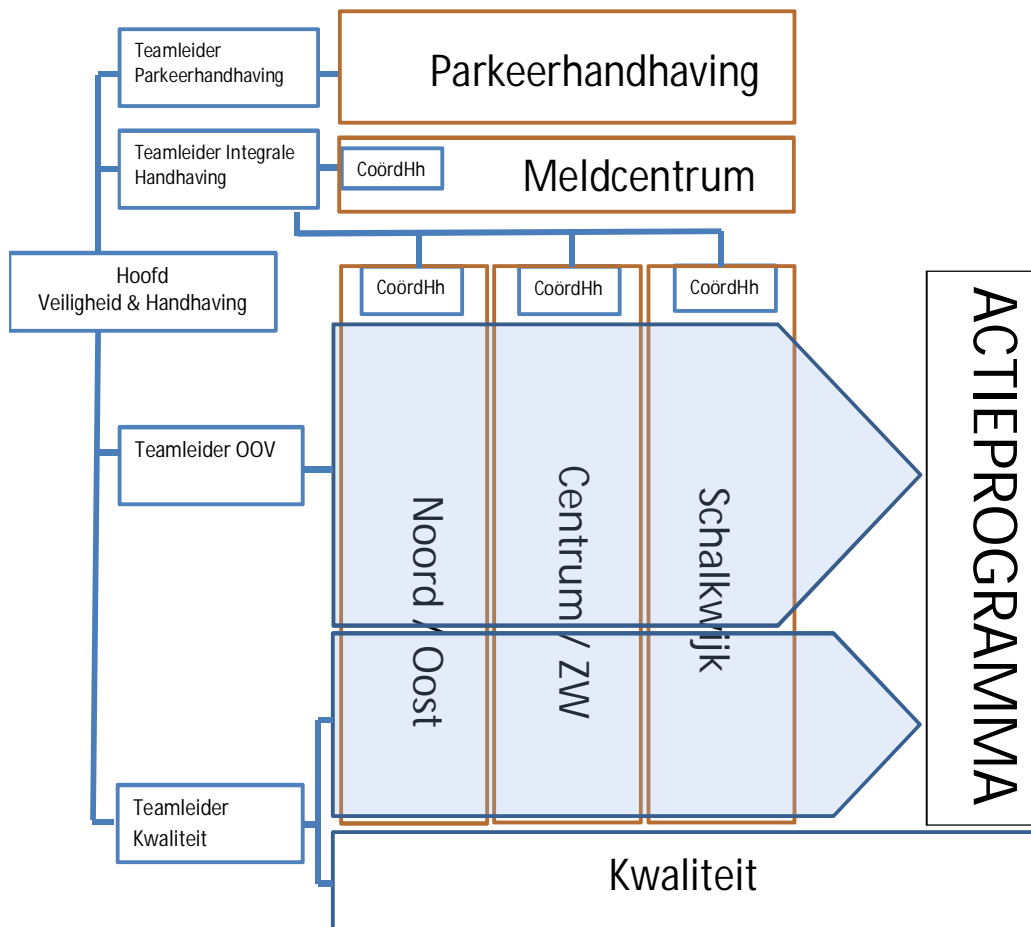 Teamleider
Parkeerhandhaving
Parkeerhandhaving
Teamleider Integrale
Handhaving
CoördHh
Meldcentrum
Hoofd
Veiligheid & Handhaving
CoördHh
CoördHh
CoördHh
Teamleider OOV
Noord / Oost
Centrum / ZW
Schalkwijk
ACTIEPROGRAMMA
Teamleider
Kwaliteit
Kwaliteit